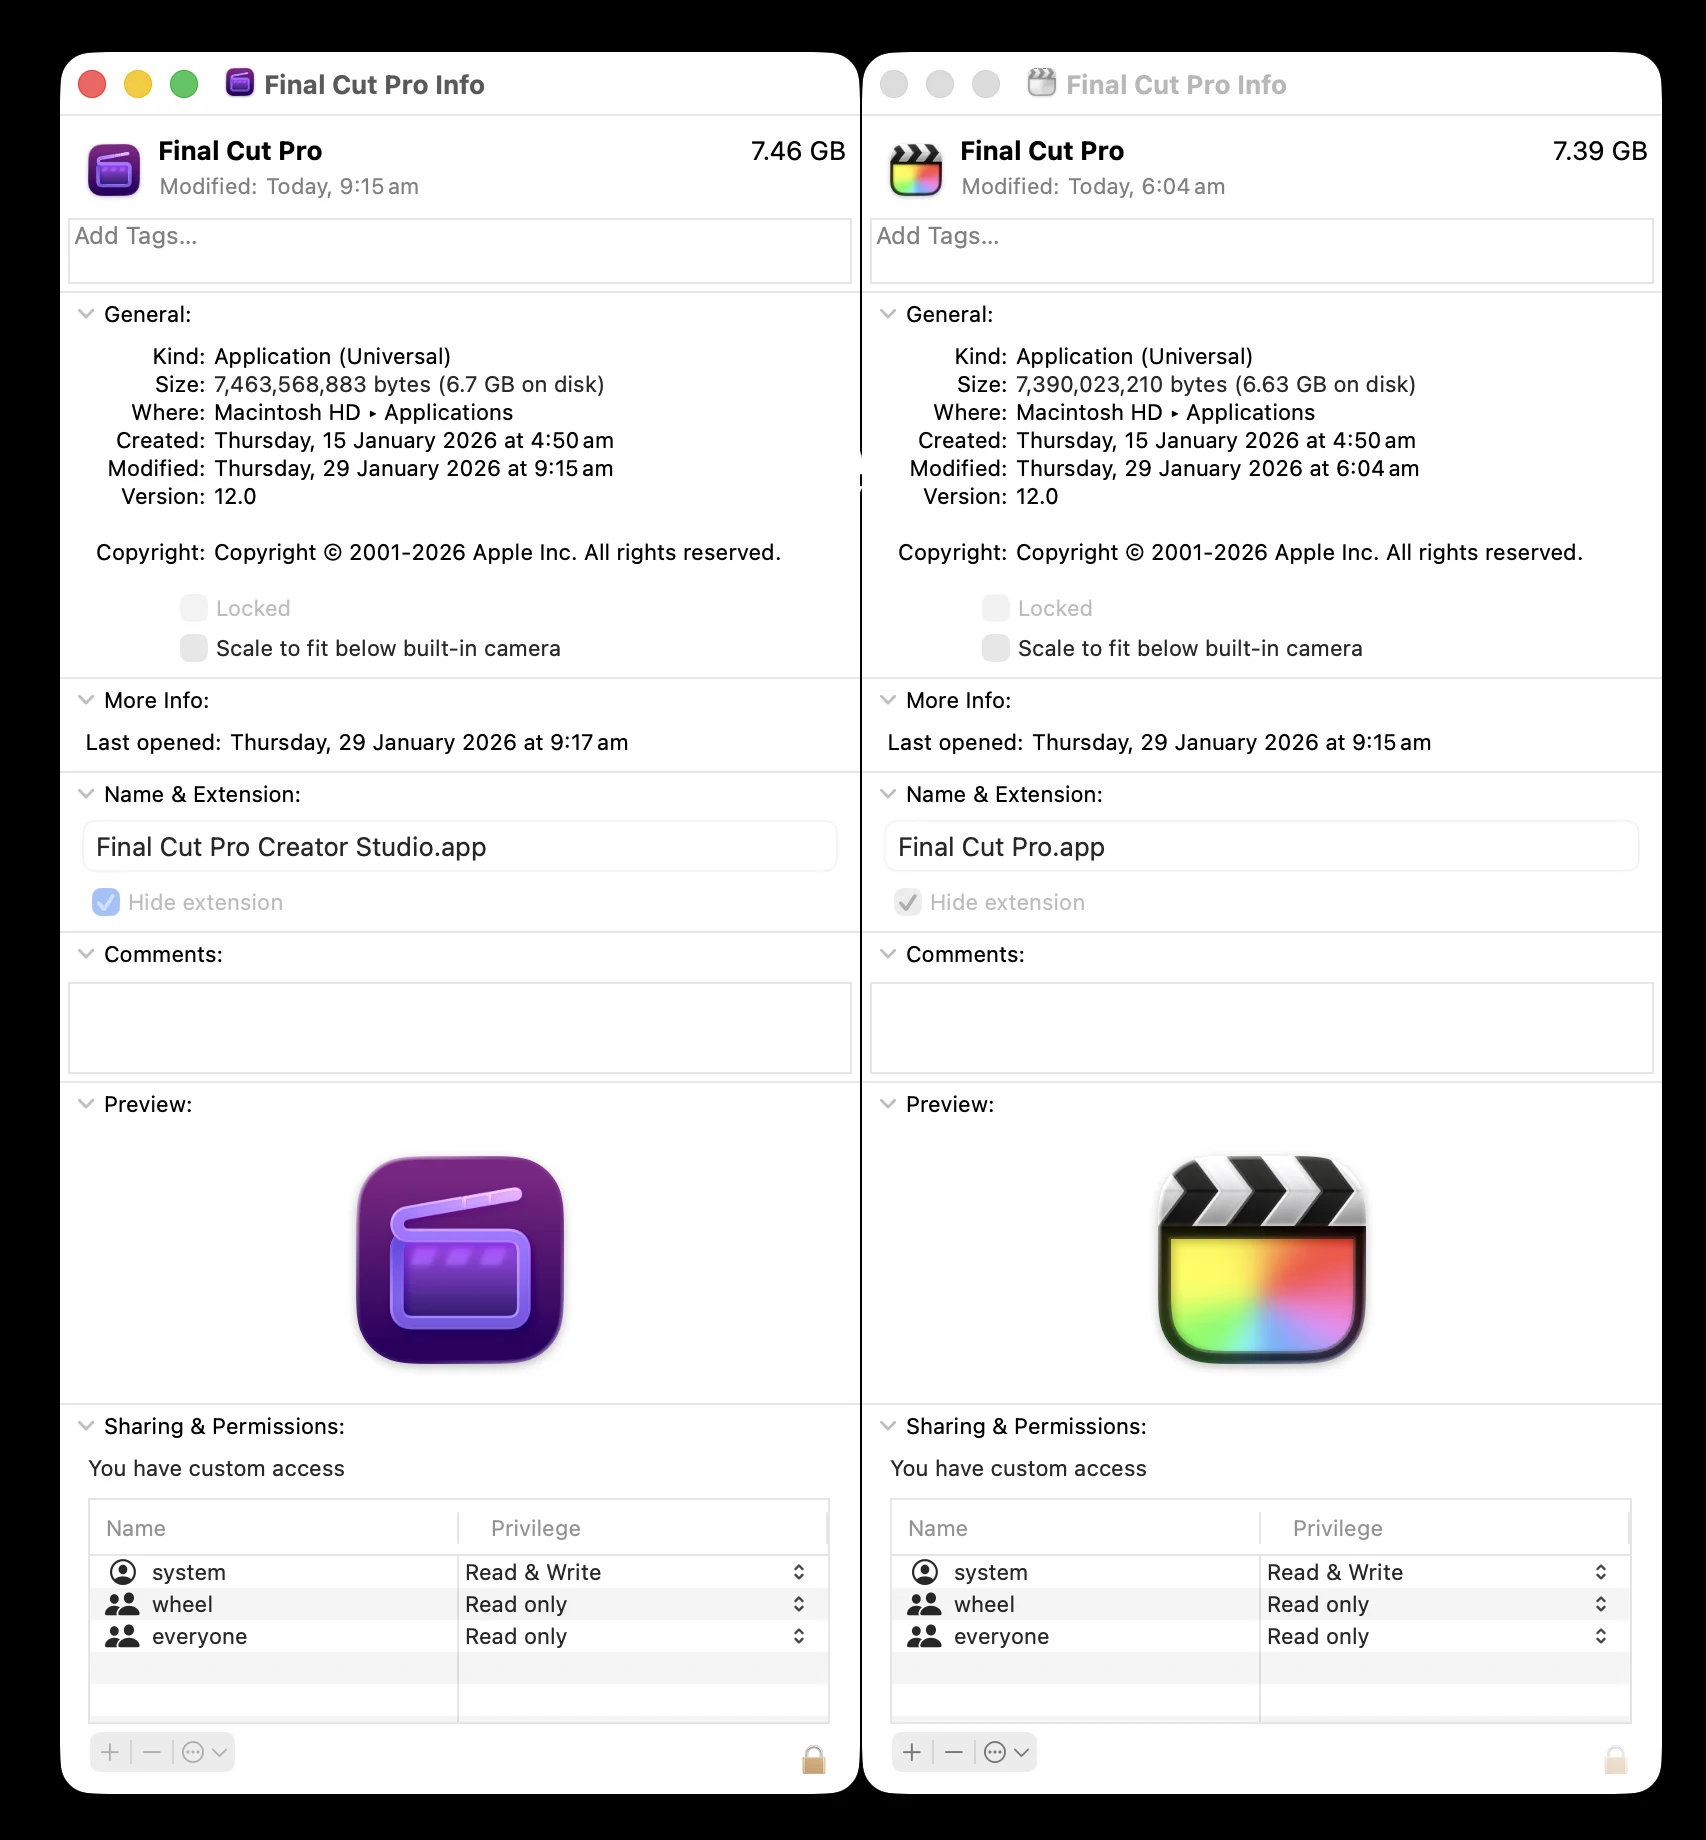 Final Cut Pro Info
Final Cut Pro
7.46 GB
Modified: Today, 9:15 am
Add Tags...
General:
Kind: Application (Universal)
Size: 7,463,568,883 bytes (6.7 GB on disk)
Where: Macintosh HD ▸ Applications
Created: Thursday, 15 January 2026 at 4:50 am
Modified: Thursday, 29 January 2026 at 9:15 am
Version: 12.0
Copyright: Copyright © 2001-2026 Apple Inc. All rights reserved.
Locked
Scale to fit below built-in camera
More Info:
Last opened: Thursday, 29 January 2026 at 9:17 am
Name & Extension:
Final Cut Pro Creator Studio.app
Hide extension
Comments:
Preview:
Sharing & Permissions:
You have custom access
Name Privilege
system Read & Write
wheel Read only
everyone Read only
Final Cut Pro Info
Final Cut Pro
7.39 GB
Modified: Today, 6:04 am
Add Tags...
General:
Kind: Application (Universal)
Size: 7,390,023,210 bytes (6.63 GB on disk)
Where: Macintosh HD ▸ Applications
Created: Thursday, 15 January 2026 at 4:50 am
Modified: Thursday, 29 January 2026 at 6:04 am
Version: 12.0
Copyright: Copyright © 2001-2026 Apple Inc. All rights reserved.
Locked
Scale to fit below built-in camera
More Info:
Last opened: Thursday, 29 January 2026 at 9:15 am
Name & Extension:
Final Cut Pro.app
Hide extension
Comments:
Preview:
Sharing & Permissions:
You have custom access
Name Privilege
system Read & Write
wheel Read only
everyone Read only